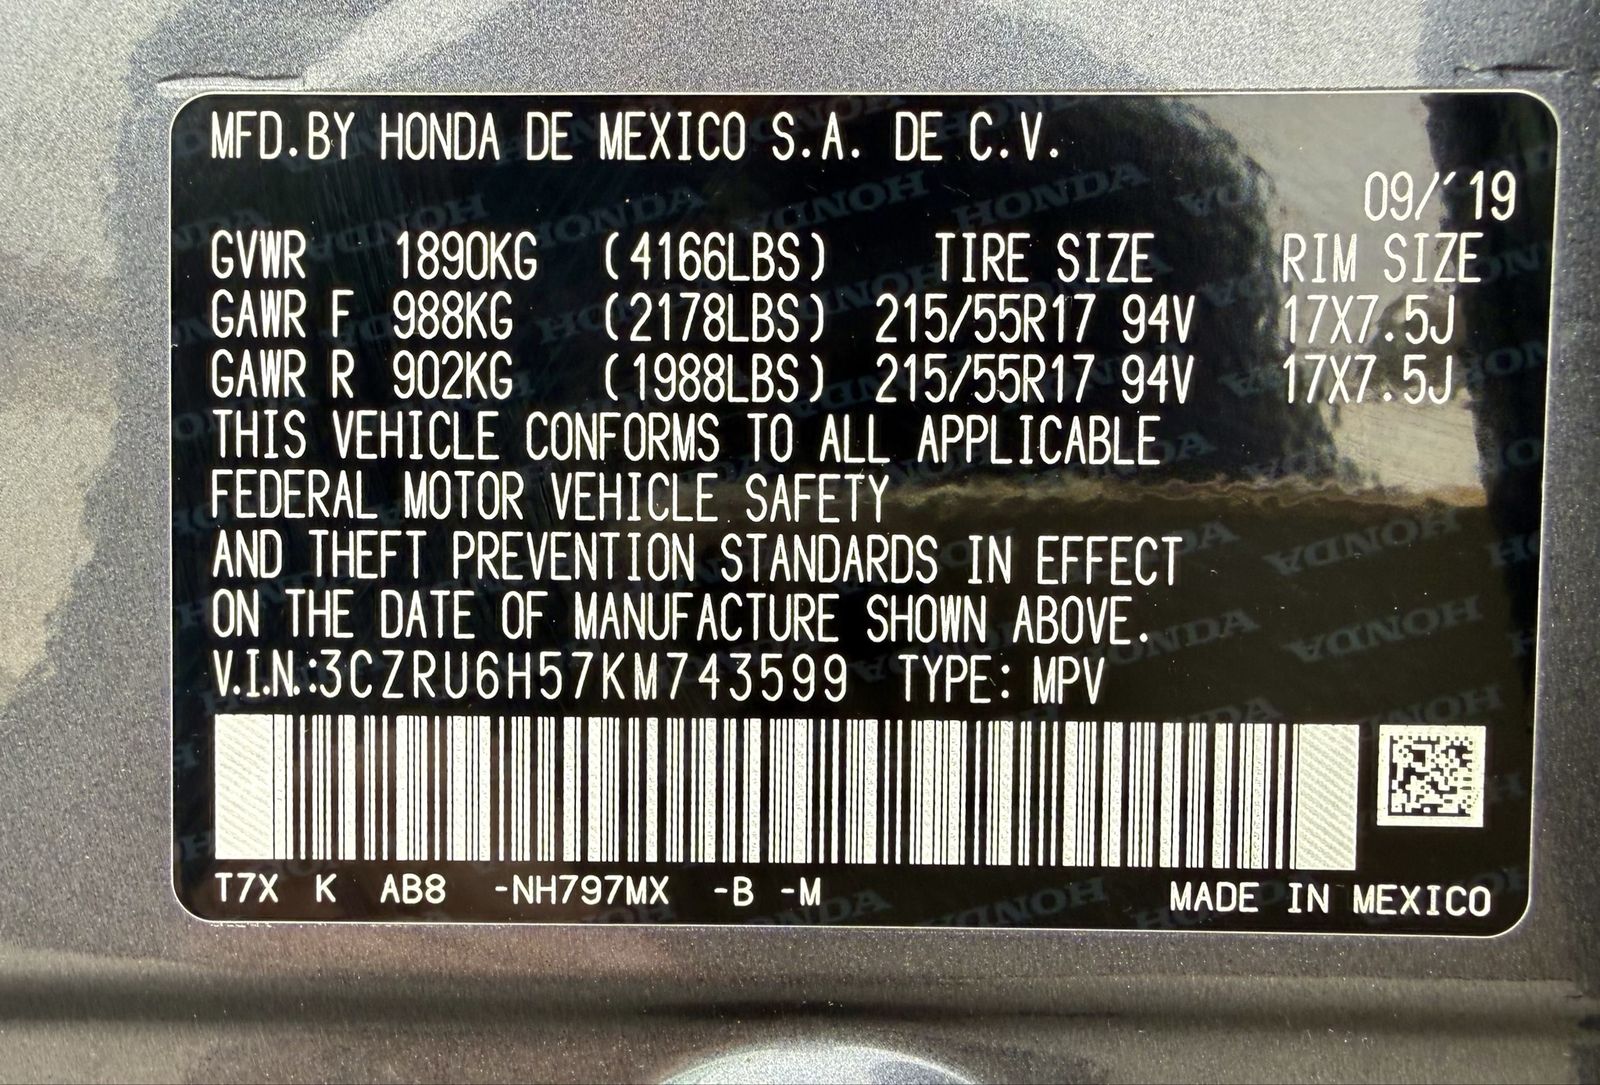 MFD.BY HONDA DE MEXICO S.A. DE C.V.
09/'19
GVWR 1890KG (4166LBS) TIRE SIZE RIM SIZE
GAWR F 988KG (2178LBS) 215/55R17 94V 17X7.5J
GAWR R 902KG (1988LBS) 215/55R17 94V 17X7.5J
THIS VEHICLE CONFORMS TO ALL APPLICABLE
FEDERAL MOTOR VEHICLE SAFETY
AND THEFT PREVENTION STANDARDS IN EFFECT
ON THE DATE OF MANUFACTURE SHOWN ABOVE.
V.I.N.:3CZRU6H57KM743599 TYPE: MPV
T7X K AB8 -NH797MX -B -M MADE IN MEXICO